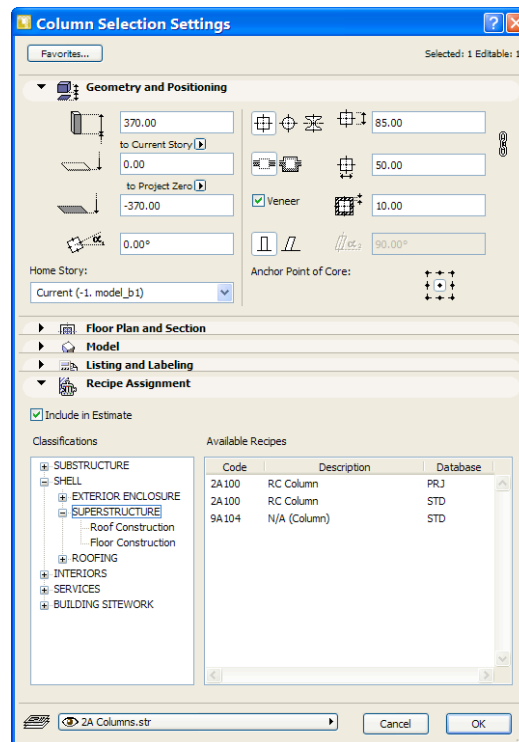 Column Selection Settings
Favorites...
Selected: 1 Editable: 1
Geometry and Positioning
370.00
85.00
to Current Story
0.00
50.00
to Project Zero
-370.00
Veneer
10.00
α1
0.00°
α2
90.00°
Home Story:
Anchor Point of Core:
Current (-1. model_b1)
Floor Plan and Section
Model
Listing and Labeling
Recipe Assignment
Include in Estimate
Classifications
Available Recipes
SUBSTRUCTURE
SHELL
EXTERIOR ENCLOSURE
SUPERSTRUCTURE
Roof Construction
Floor Construction
ROOFING
INTERIORS
SERVICES
BUILDING SITEWORK
Code Description Database
2A100 RC Column PRJ
2A100 RC Column STD
9A104 N/A (Column) STD
2A Columns.str
Cancel
OK